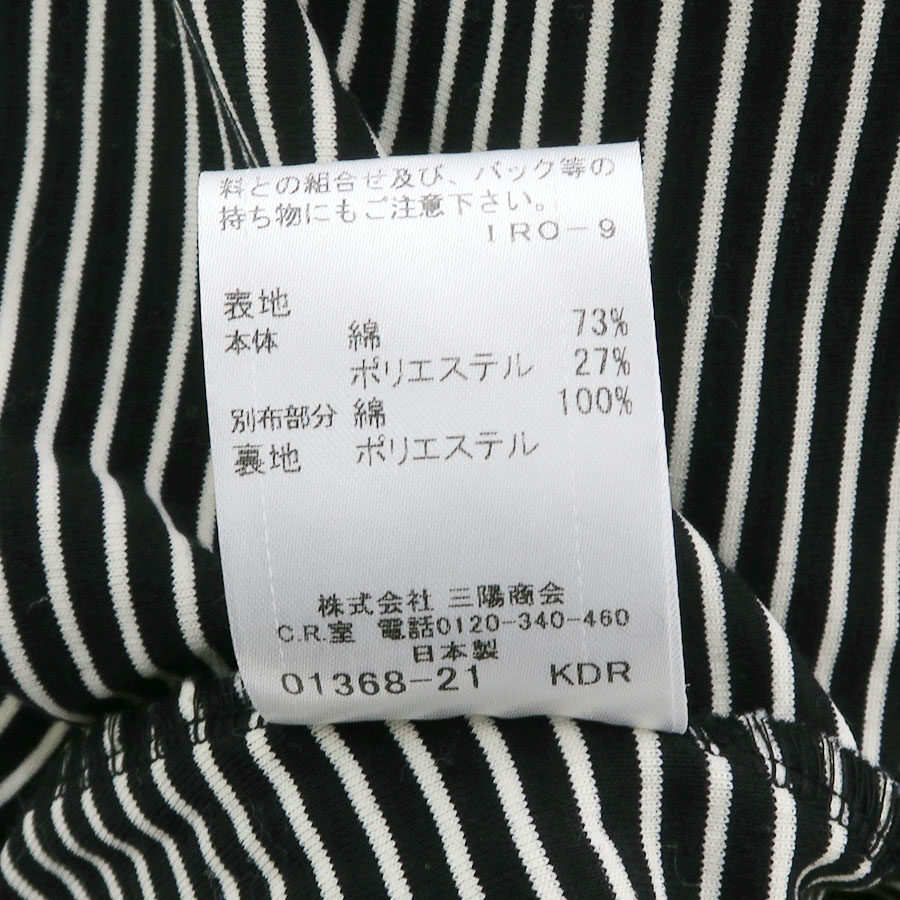 料との組合せ及び、バック等の
持ち物にもご注意下さい。
IRO-9
表地
本体 綿 73%
ポリエステル 27%
別布部分 綿 100%
裏地 ポリエステル
株式会社 三陽商会
C.R.室 電話0120-340-460
日本製
01368-21 KDR